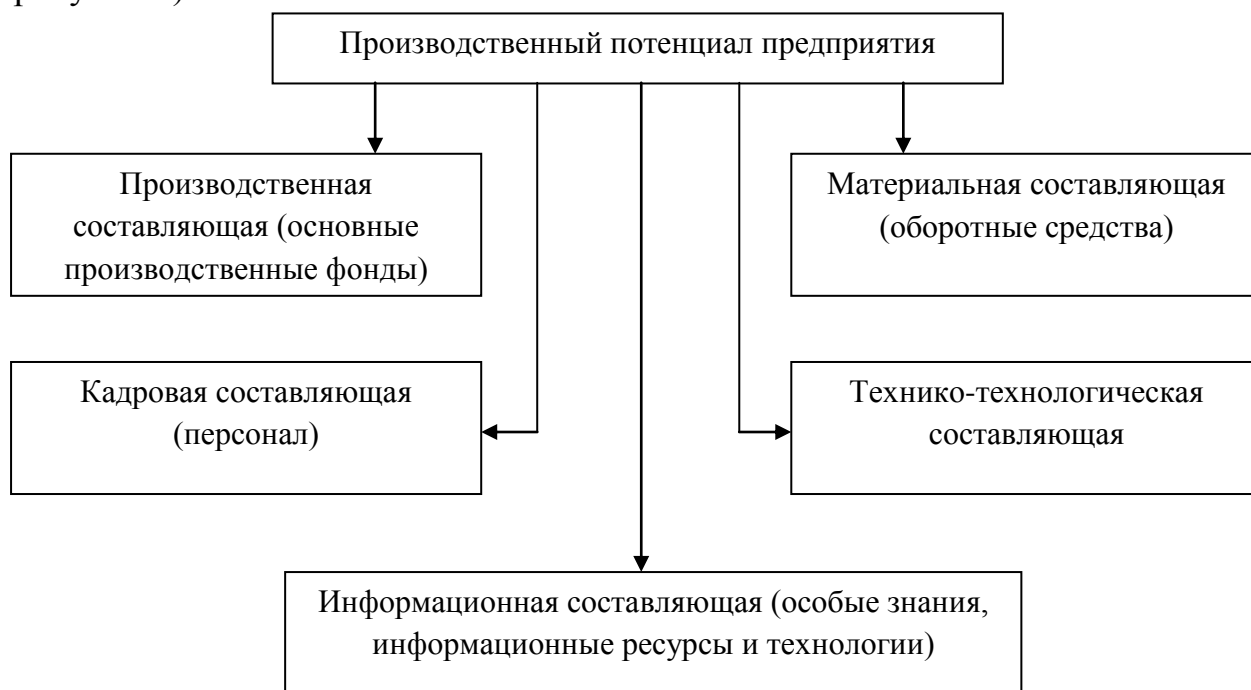 Производственный потенциал предприятия
Производственная
составляющая (основные
производственные фонды)
Материальная составляющая
(оборотные средства)
Кадровая составляющая
(персонал)
Технико-технологическая
составляющая
Информационная составляющая (особые знания,
информационные ресурсы и технологии)